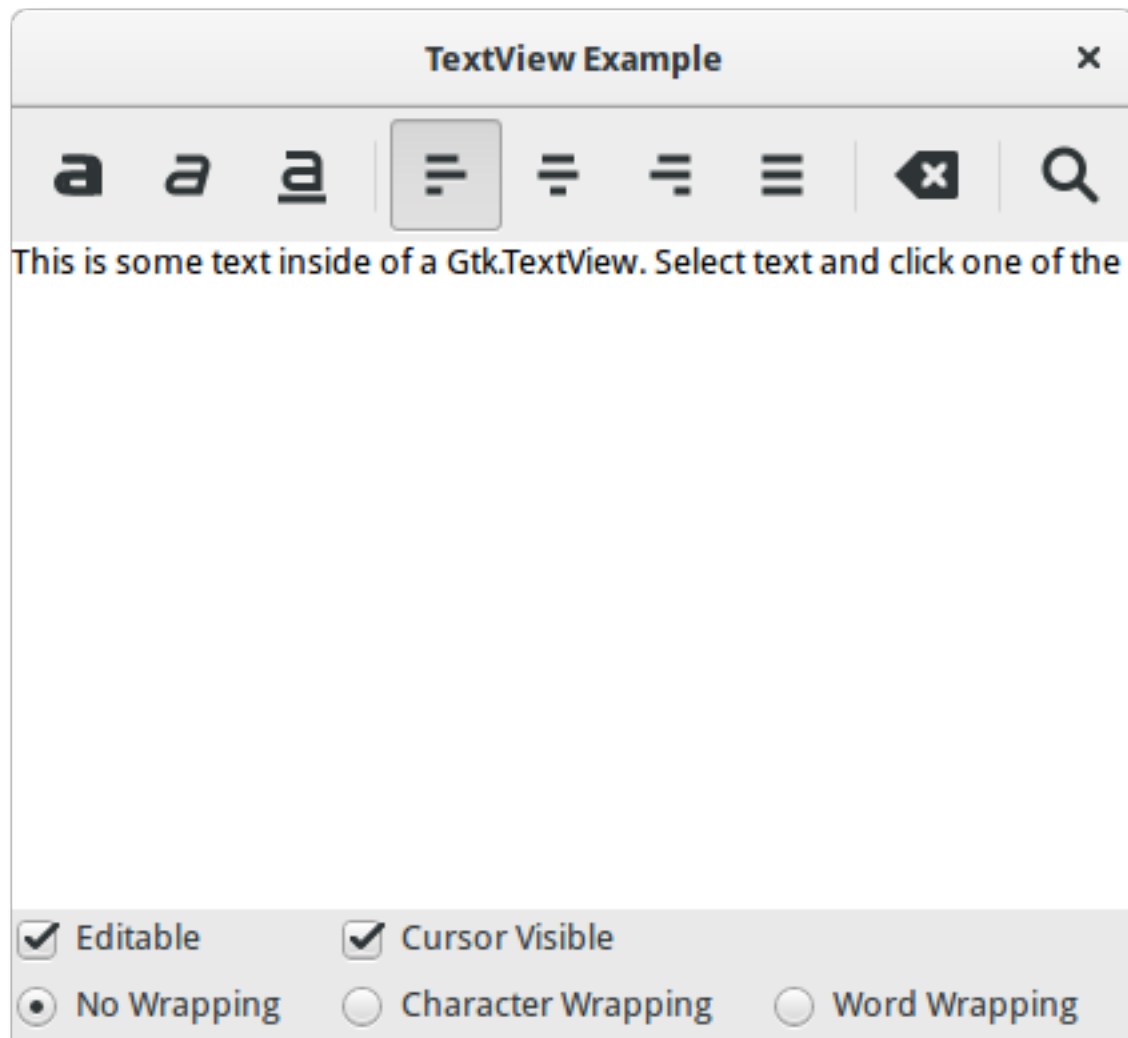 TextView Example
a a a
This is some text inside of a Gtk.TextView. Select text and click one of the
Editable Cursor Visible
No Wrapping Character Wrapping Word Wrapping